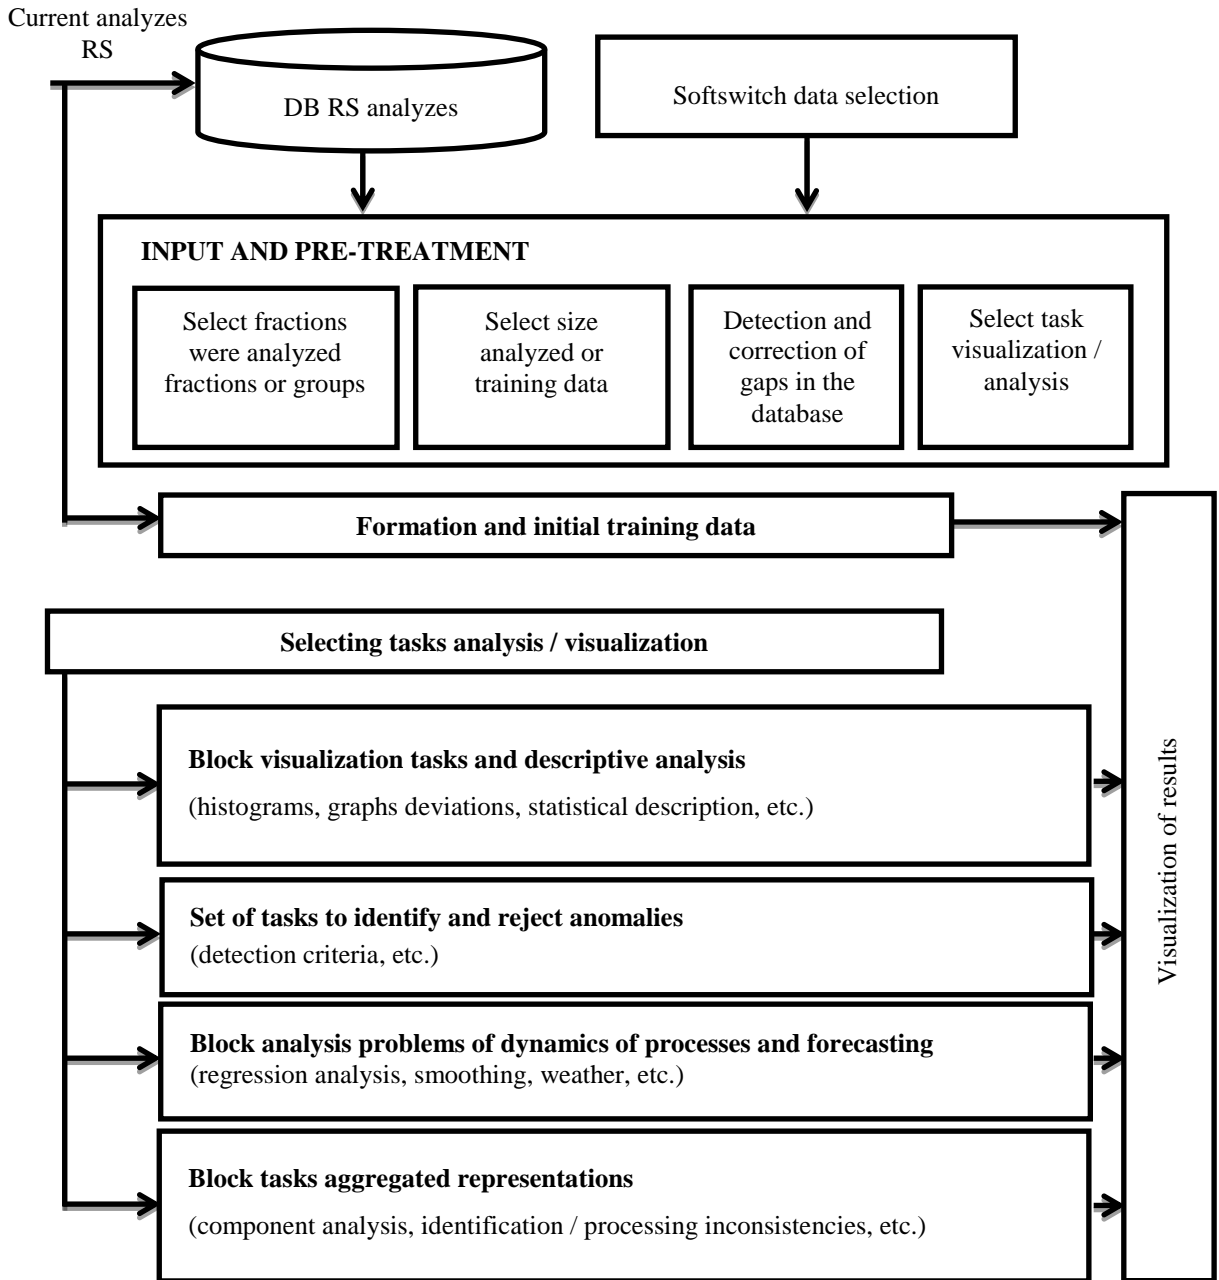 Current analyzes
RS
DB RS analyzes
Softswitch data selection
INPUT AND PRE-TREATMENT
Select fractions
were analyzed
fractions or groups
Select size
analyzed or
training data
Detection and
correction of
gaps in the
database
Select task
visualization /
analysis
Formation and initial training data
Selecting tasks analysis / visualization
Block visualization tasks and descriptive analysis
(histograms, graphs deviations, statistical description, etc.)
Set of tasks to identify and reject anomalies
(detection criteria, etc.)
Block analysis problems of dynamics of processes and forecasting
(regression analysis, smoothing, weather, etc.)
Block tasks aggregated representations
(component analysis, identification / processing inconsistencies, etc.)
Visualization of results